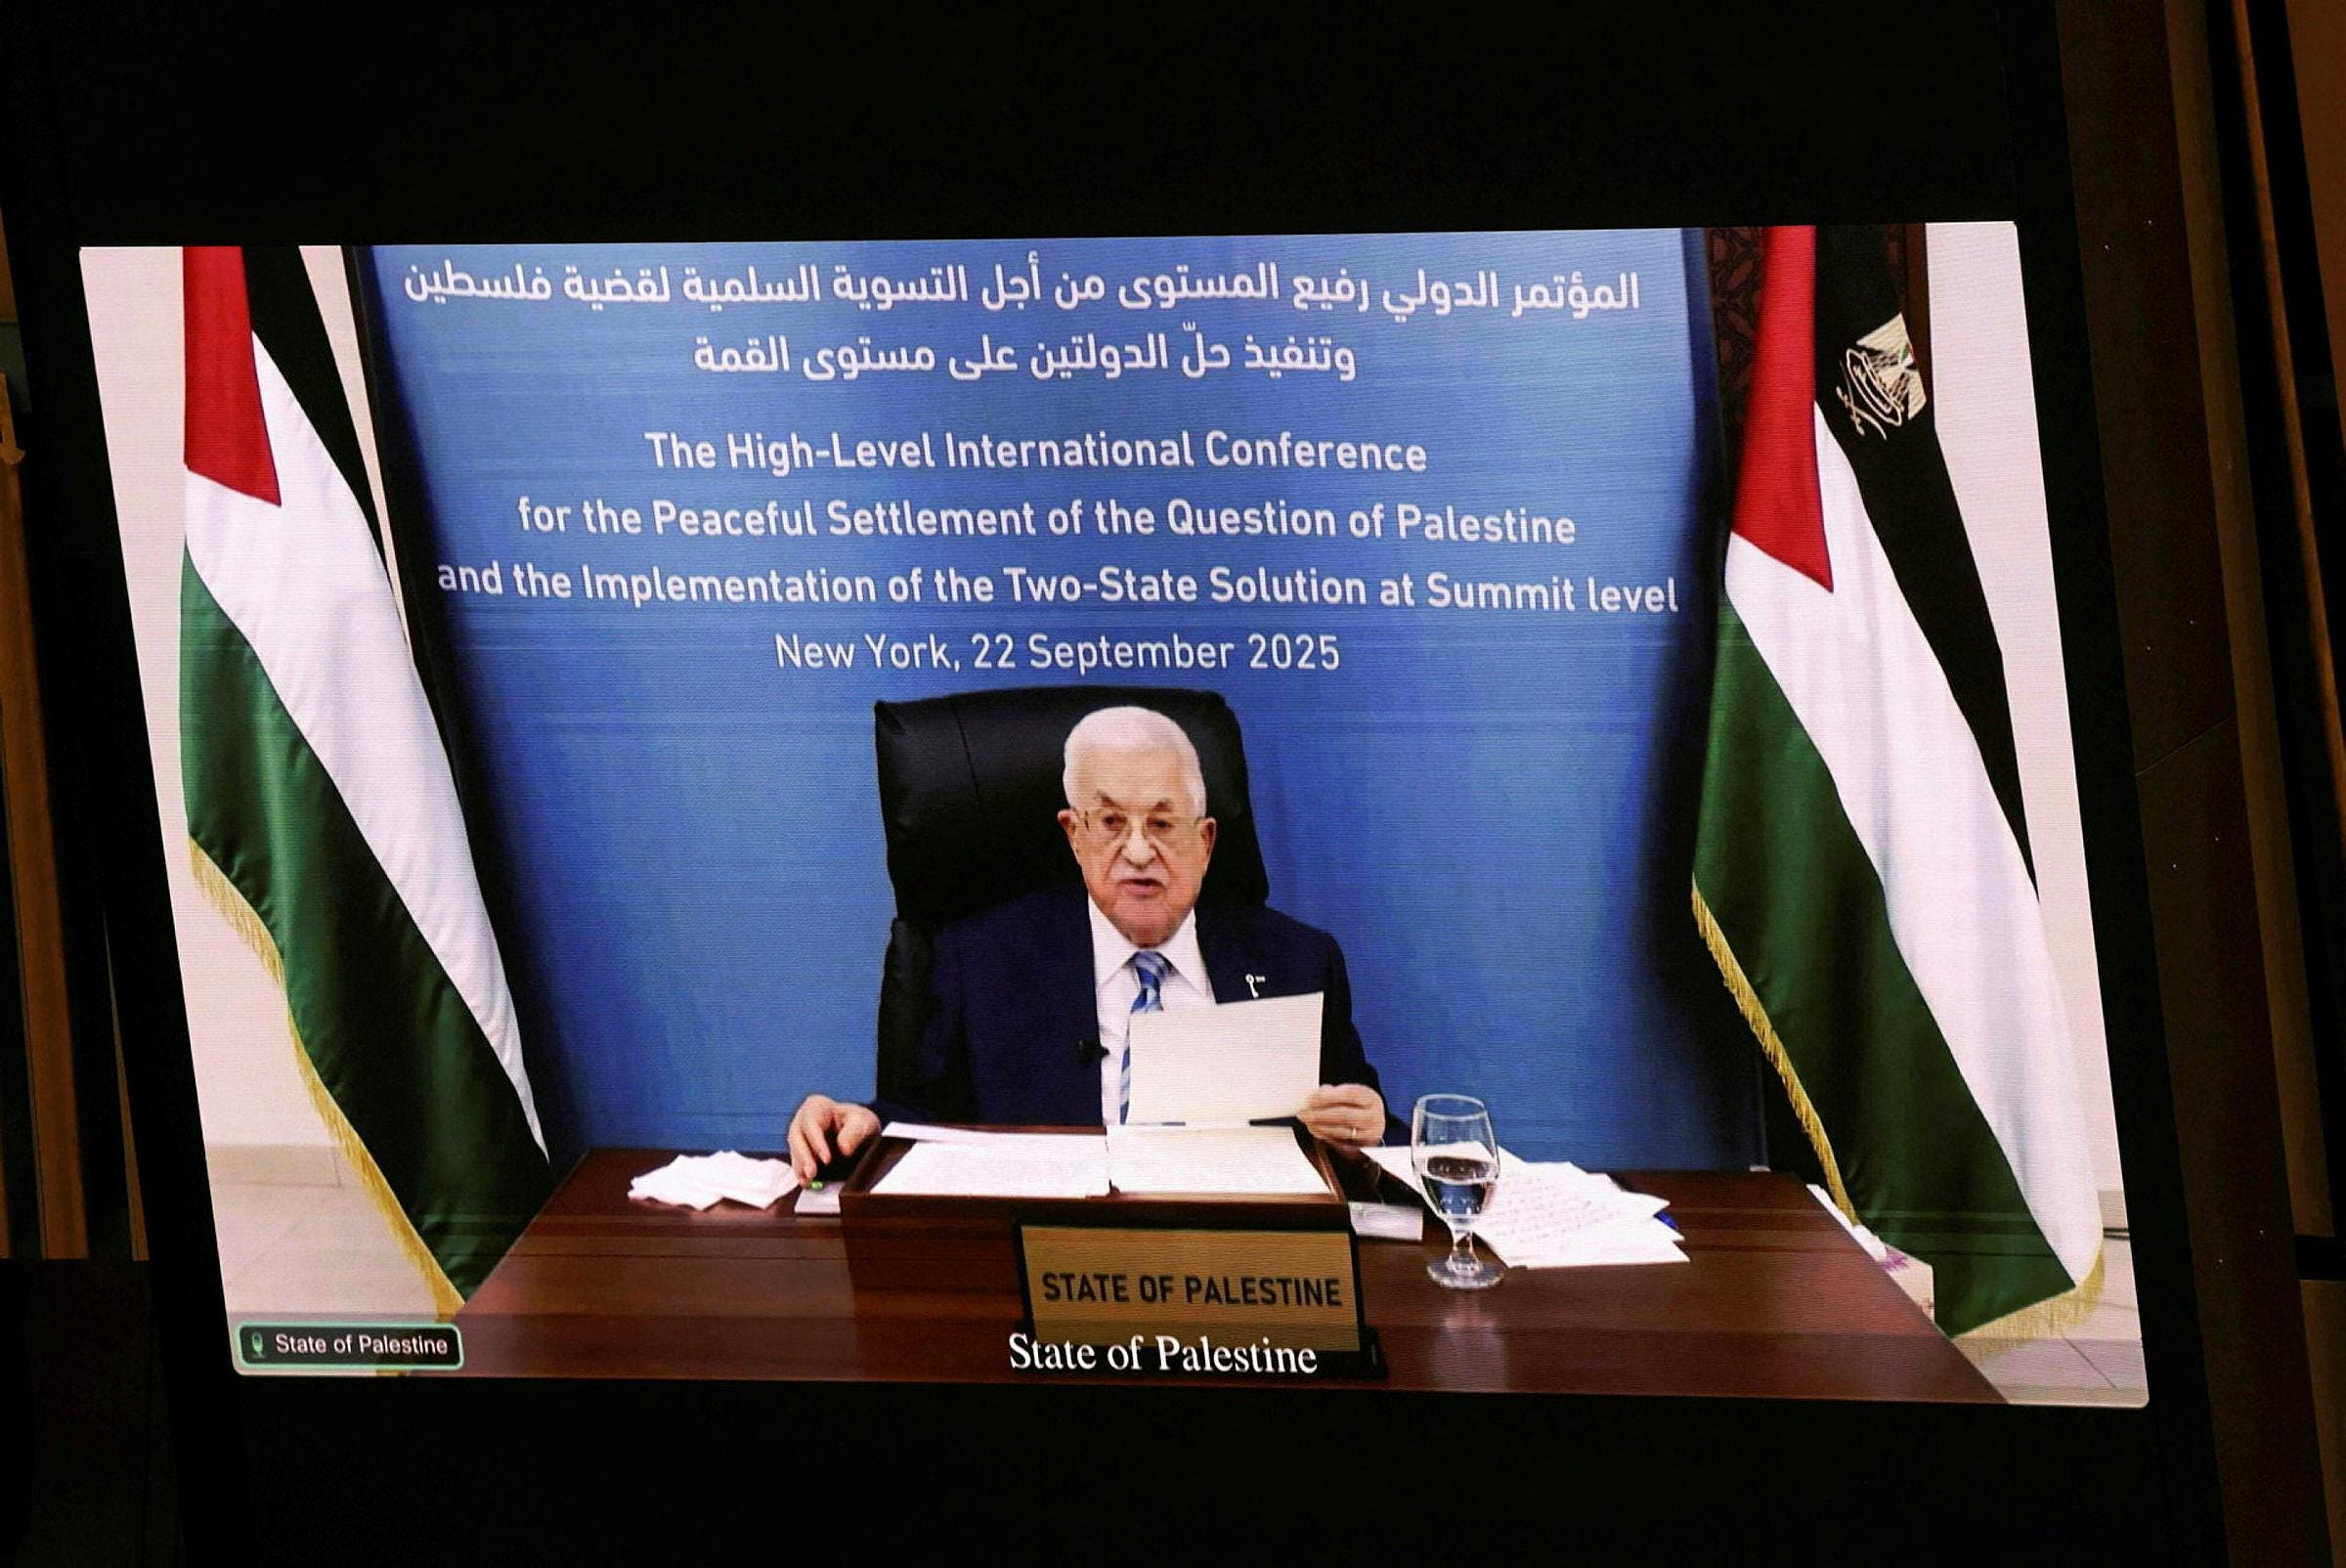 المؤتمر الدولي رفيع المستوى من أجل التسوية السلمية لقضية فلسطين
وتنفيذ حلّ الدولتين على مستوى القمة
The High-Level International Conference
for the Peaceful Settlement of the Question of Palestine
and the Implementation of the Two-State Solution at Summit level
New York, 22 September 2025
STATE OF PALESTINE
State of Palestine
State of Palestine